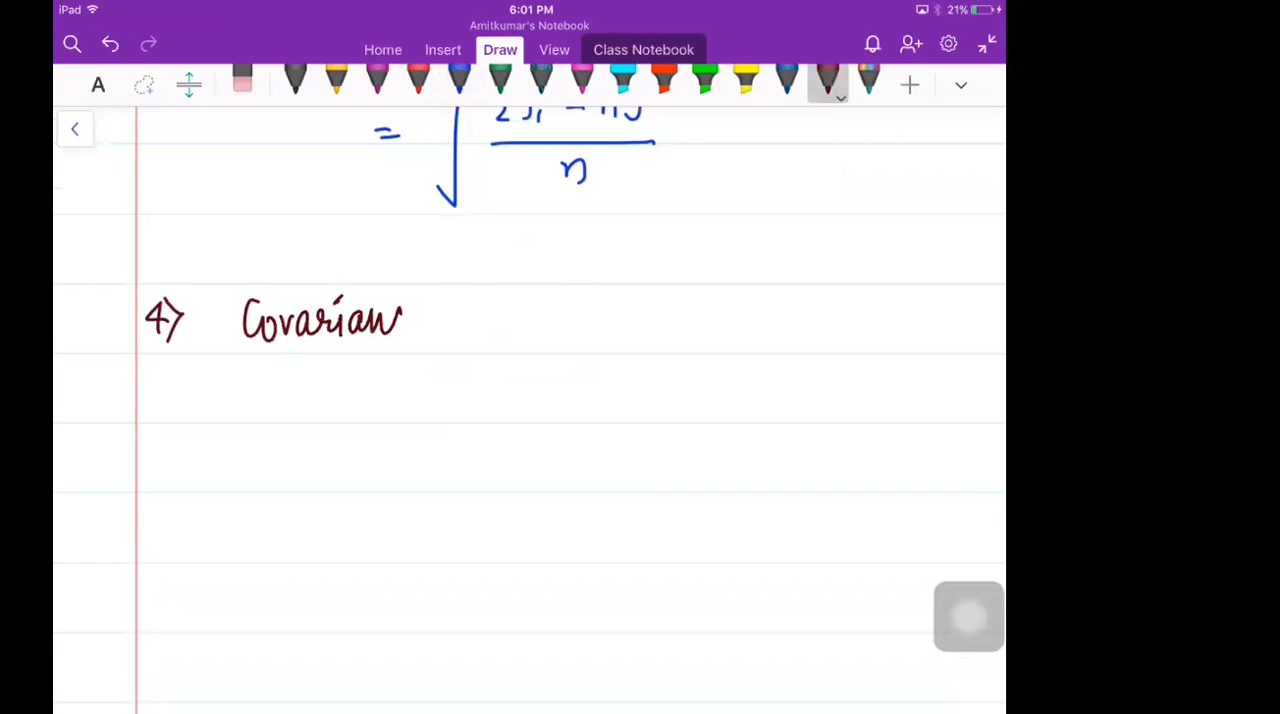 iPad 6:01 PM 21%
Amitkumar's Notebook
Home Insert Draw View Class Notebook
A
=
n
4) Covarian